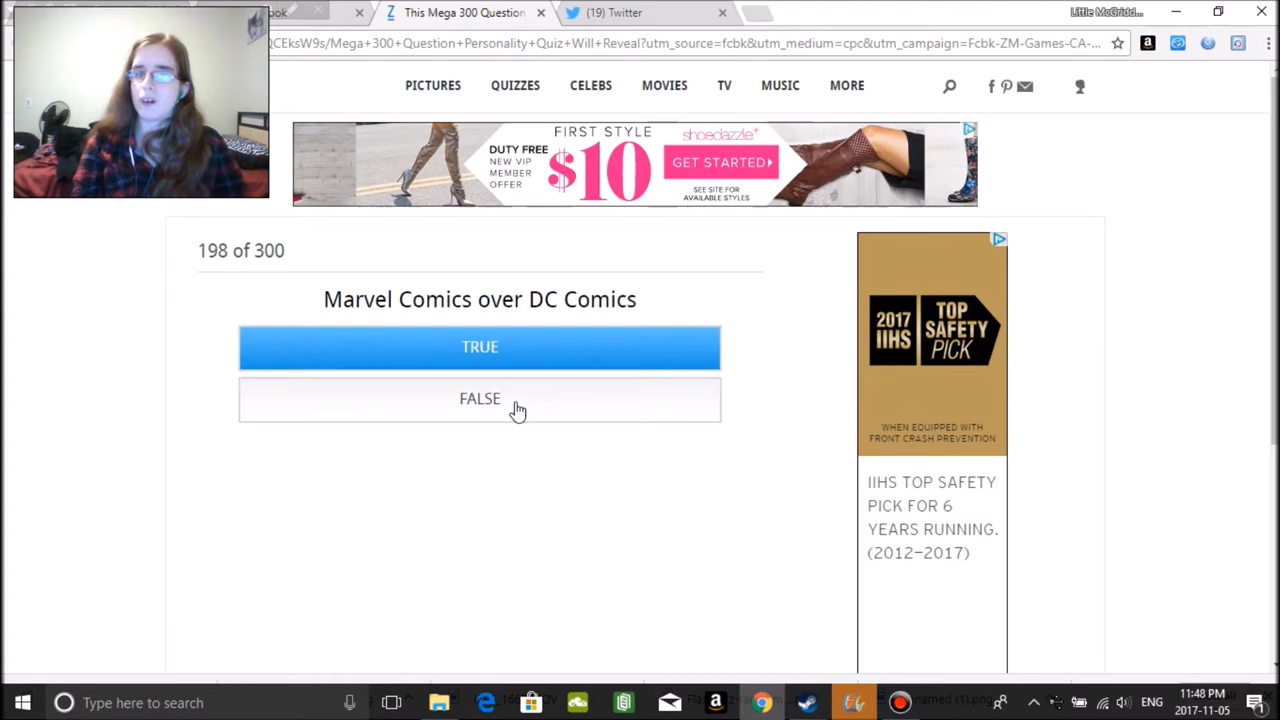 ook
This Mega 300 Question
(19) Twitter
Little McGridd...
QCEksW9s/Mega+300+Question+Personality+Quiz+Will+Reveal?utm_source=fcbk&utm_medium=cpc&utm_campaign=Fcbk-ZM-Games-CA-...
PICTURES QUIZZES CELEBS MOVIES TV MUSIC MORE
DUTY FREE
NEW VIP
MEMBER
OFFER
FIRST STYLE
$10
shoedazzle*
GET STARTED
SEE SITE FOR
AVAILABLE STYLES
198 of 300
Marvel Comics over DC Comics
TRUE
FALSE
2017
IIHS
TOP
SAFETY
PICK
WHEN EQUIPPED WITH
FRONT CRASH PREVENTION
IIHS TOP SAFETY
PICK FOR 6
YEARS RUNNING.
(2012-2017)
Type here to search
ENG
11:48 PM
2017-11-05